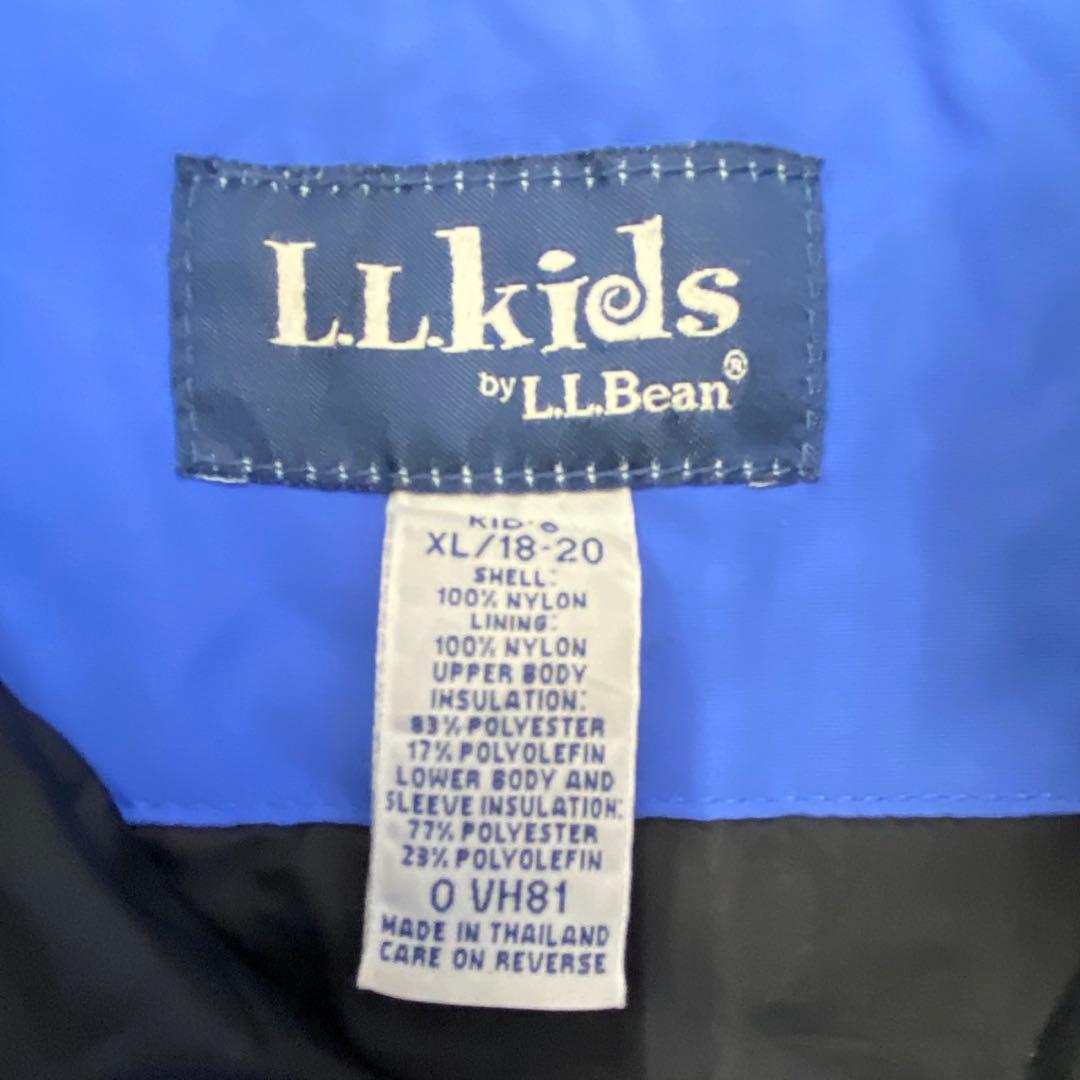 L.L.kids
by L.L.Bean®
XL/18-20
SHELL:
100% NYLON
LINING:
100% NYLON
UPPER BODY
INSULATION:
83% POLYESTER
17% POLYOLEFIN
LOWER BODY AND
SLEEVE INSULATION:
77% POLYESTER
23% POLYOLEFIN
0 VH81
MADE IN THAILAND
CARE ON REVERSE